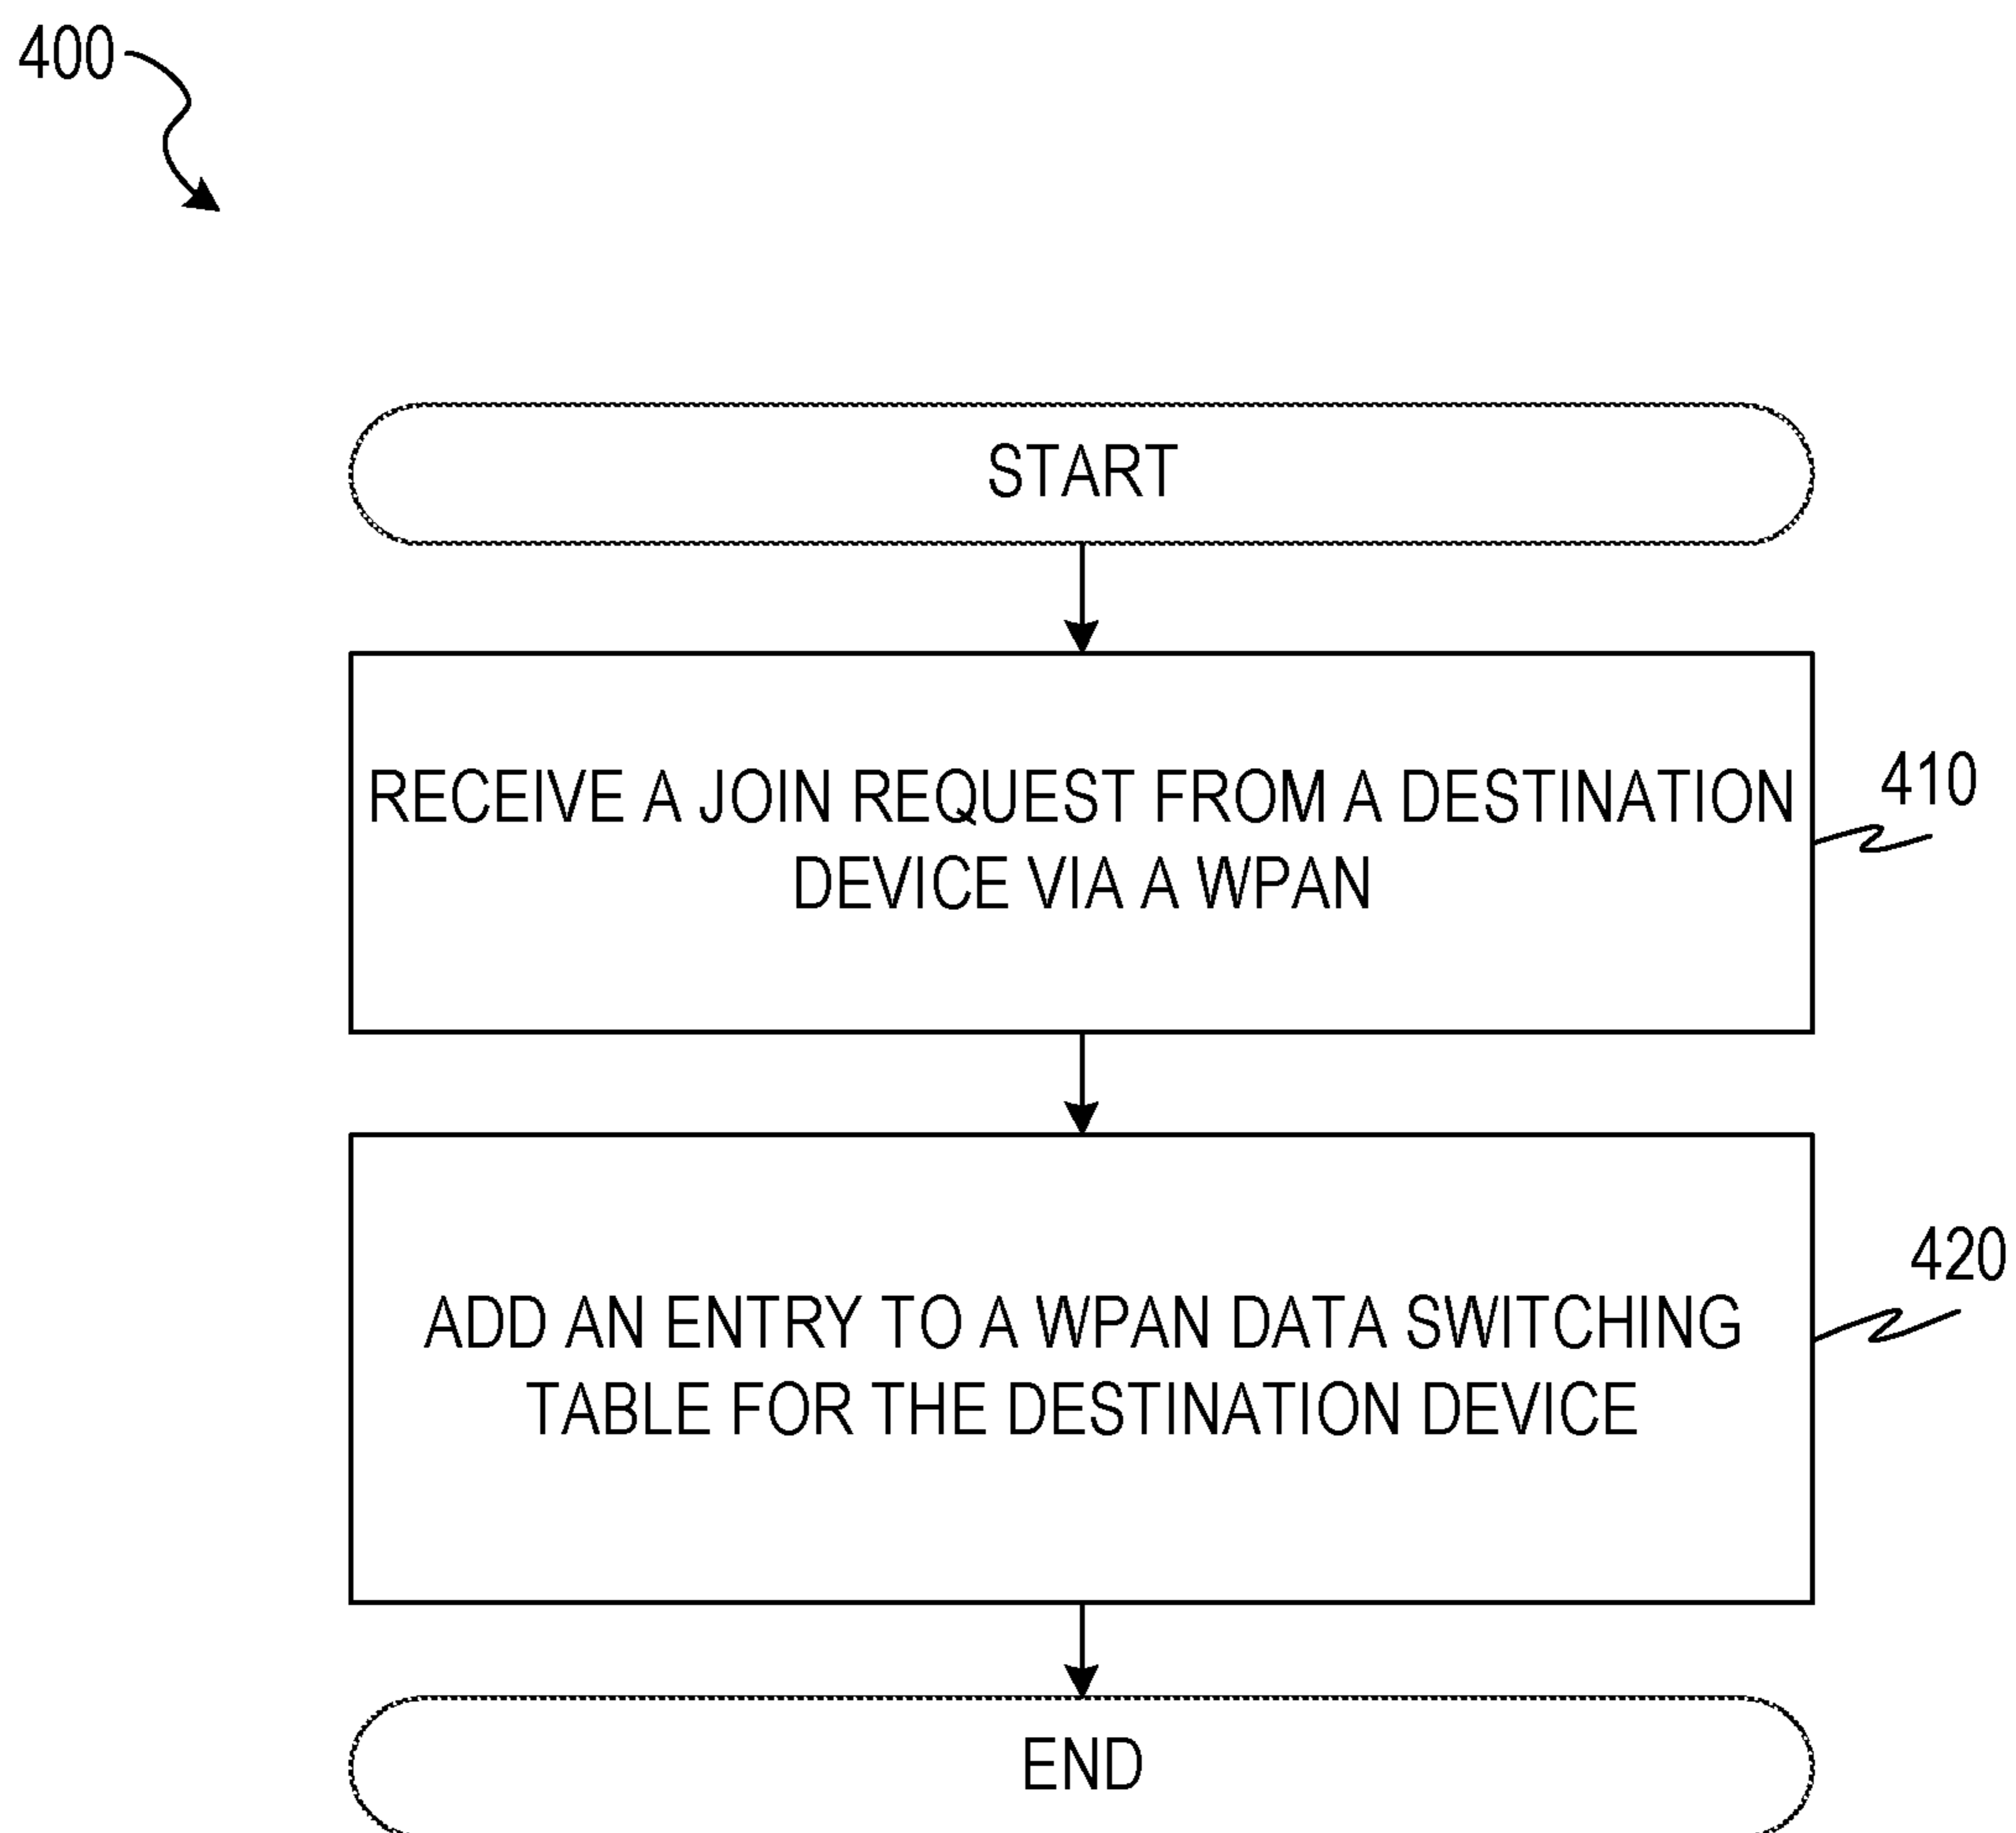 400
START
RECEIVE A JOIN REQUEST FROM A DESTINATION
DEVICE VIA A WPAN
410
ADD AN ENTRY TO A WPAN DATA SWITCHING
TABLE FOR THE DESTINATION DEVICE
420
END